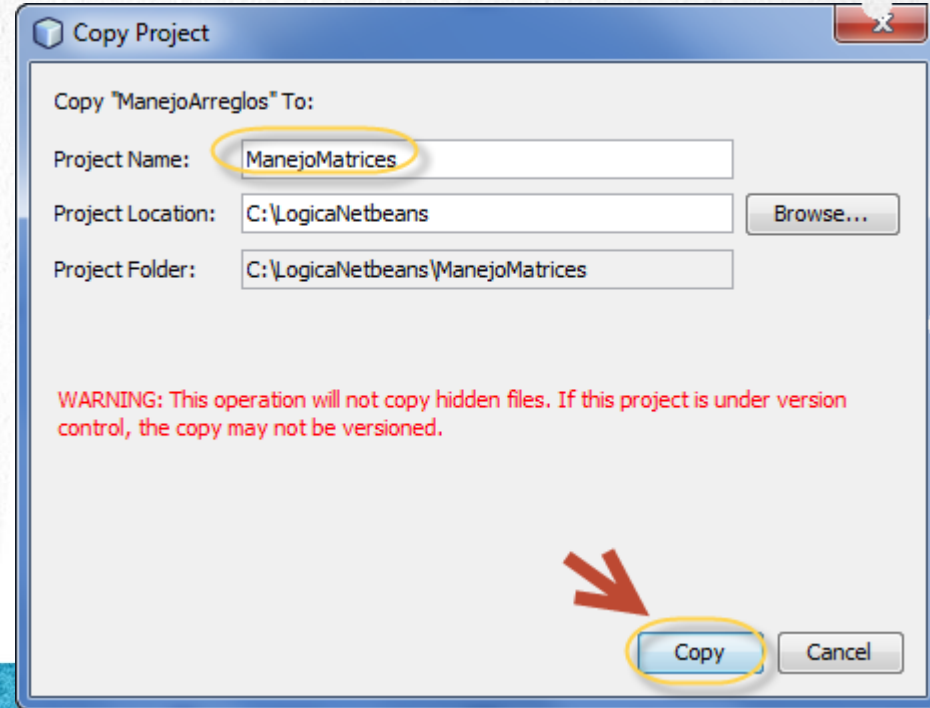 Copy Project
Copy "ManejoArreglos" To:
Project Name: ManejoMatrices
Project Location: C:\LogicaNetbeans Browse...
Project Folder: C:\LogicaNetbeans\ManejoMatrices
WARNING: This operation will not copy hidden files. If this project is under version
control, the copy may not be versioned.
Copy Cancel